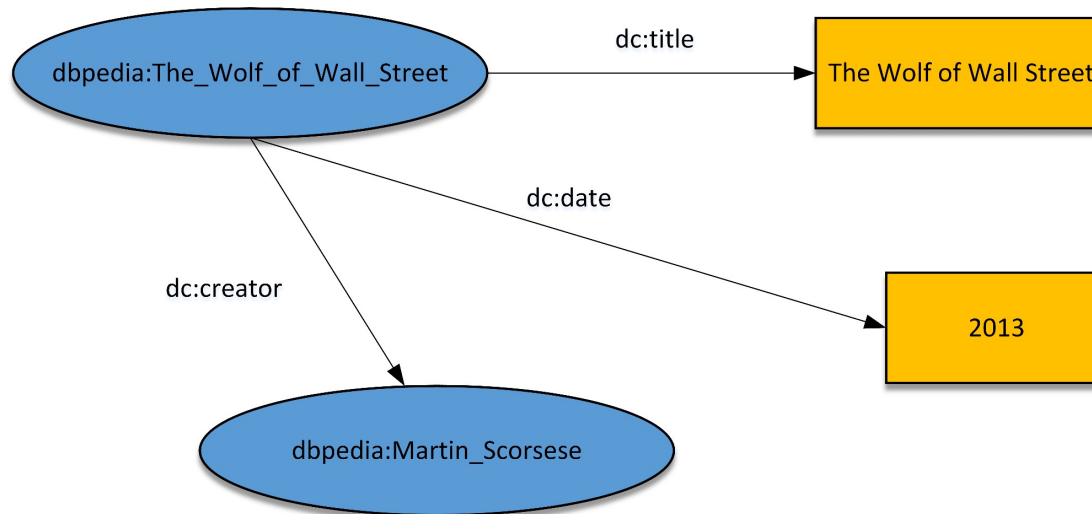 dc:title
dbpedia:The_Wolf_of_Wall_Street
The Wolf of Wall Street
dc:date
dc:creator
2013
dbpedia:Martin_Scorsese